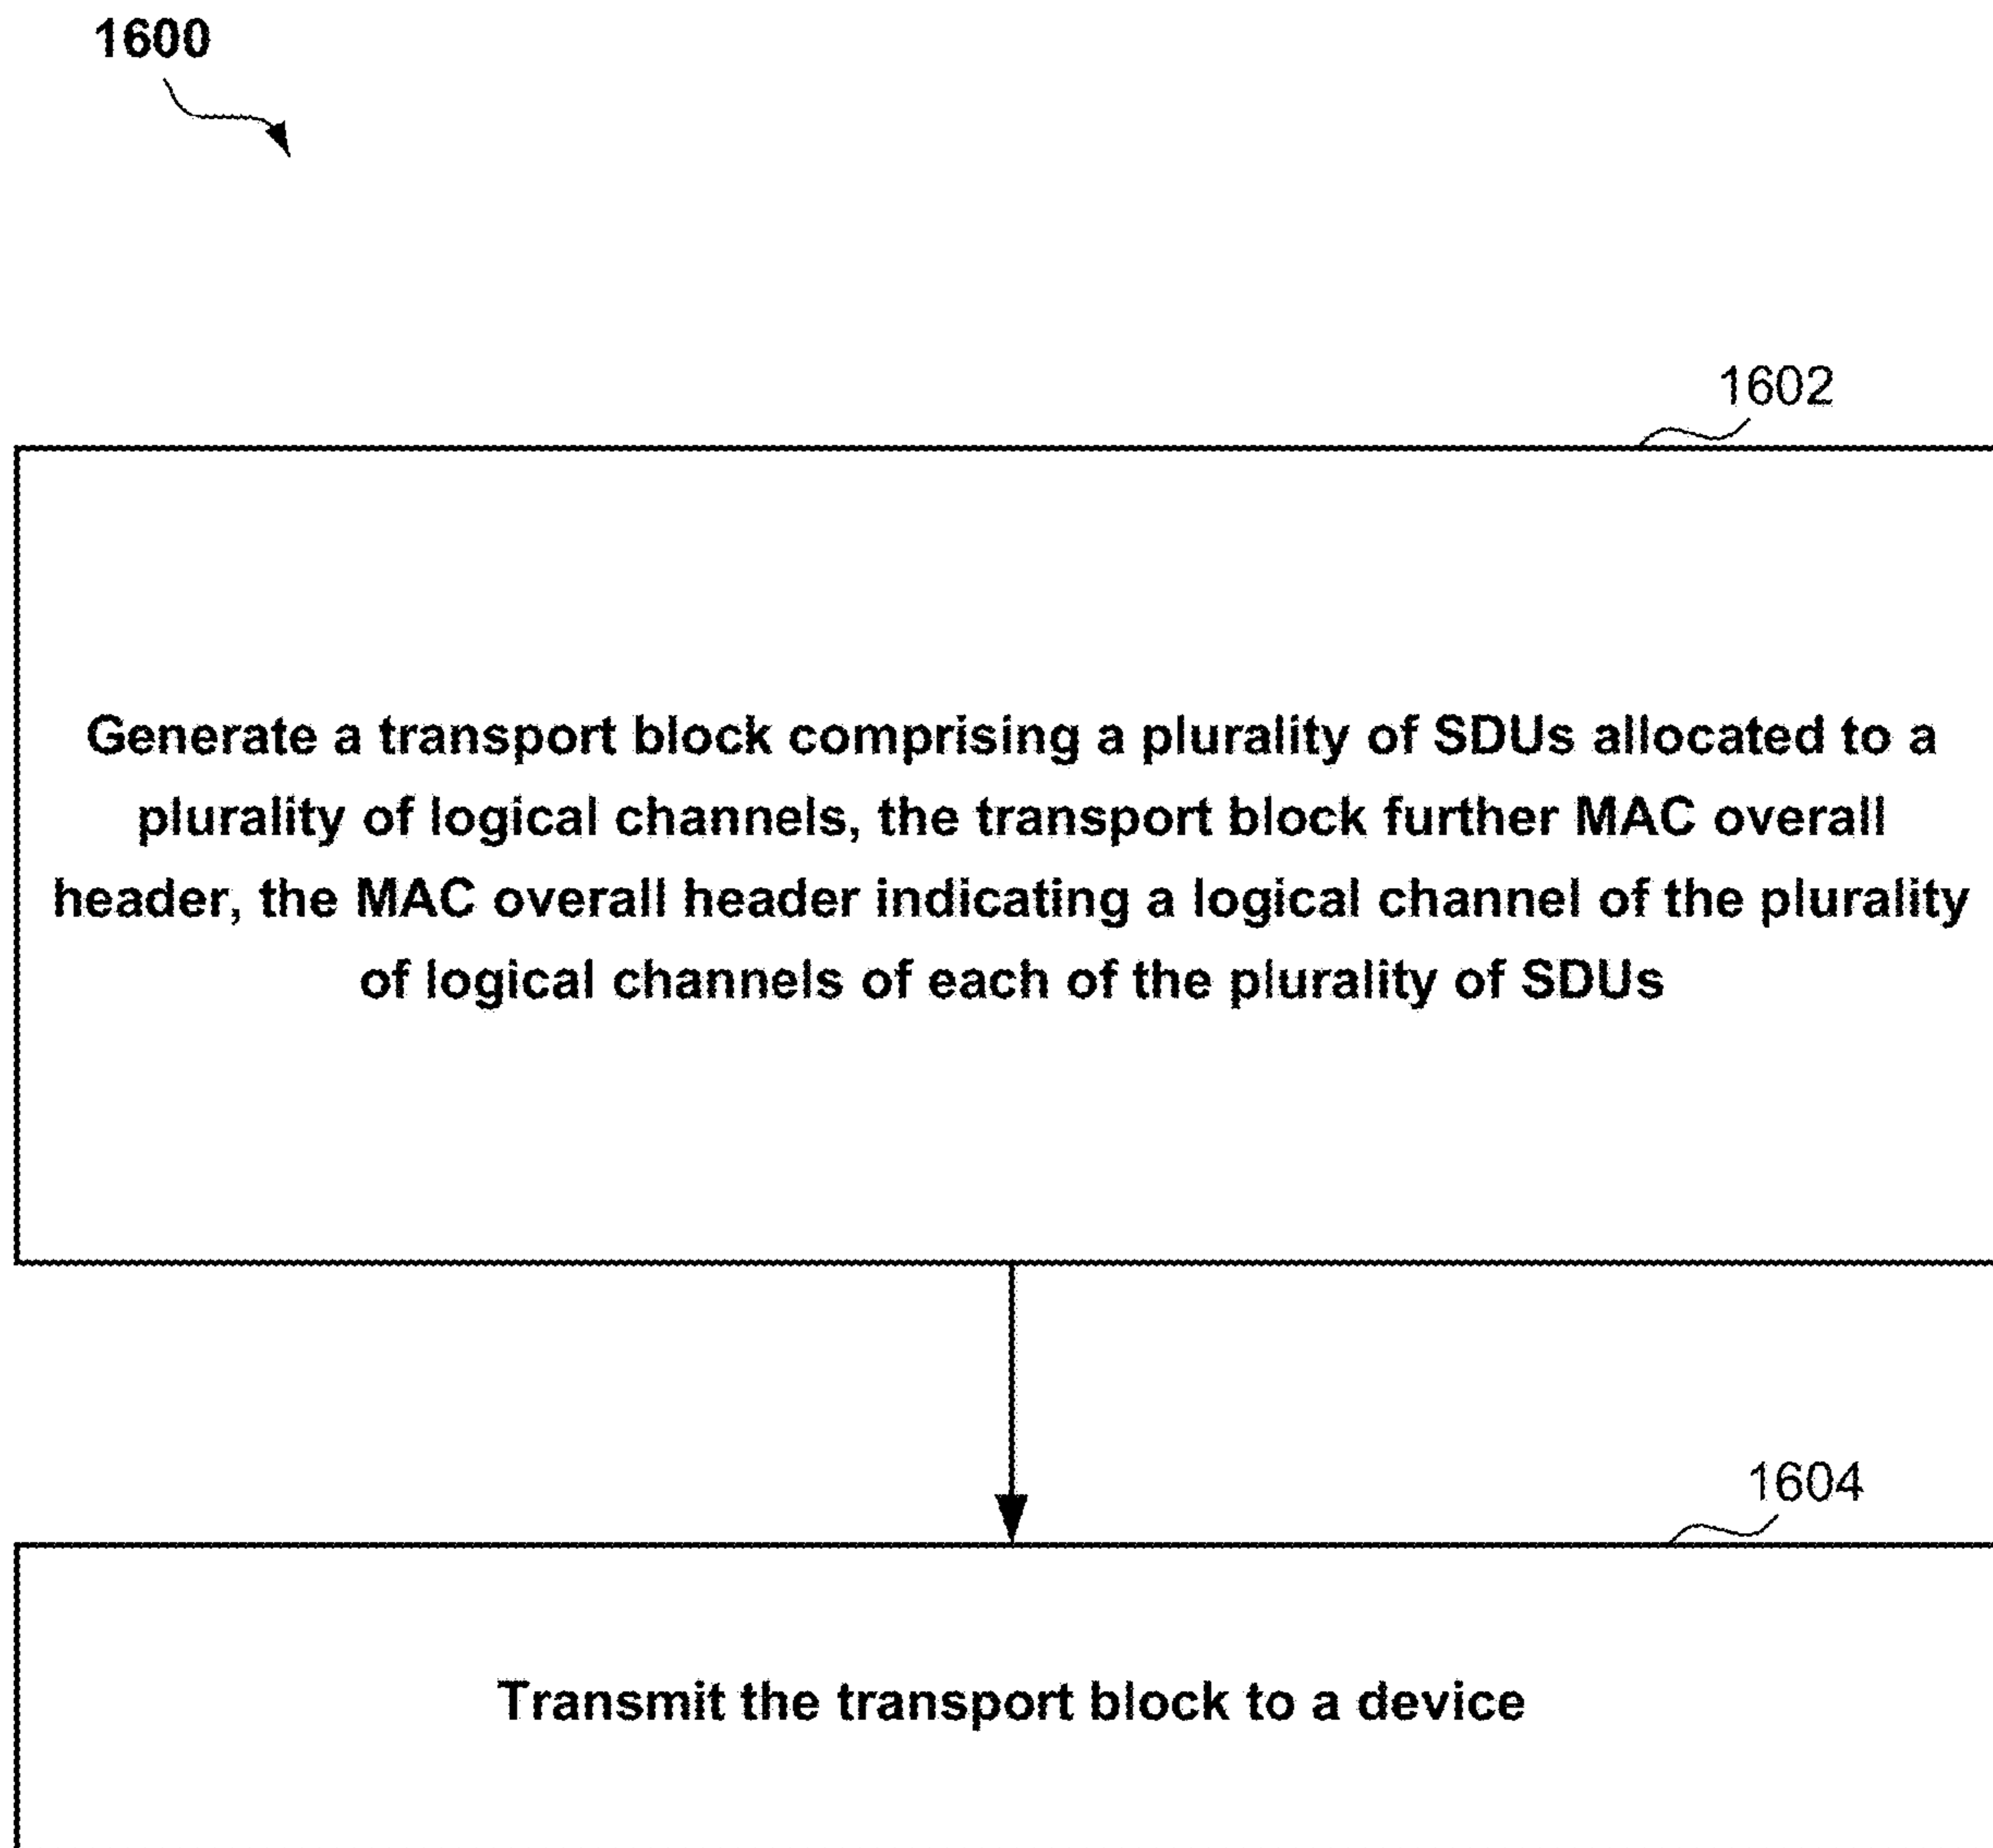 1600
1602
Generate a transport block comprising a plurality of SDUs allocated to a
plurality of logical channels, the transport block further MAC overall
header, the MAC overall header indicating a logical channel of the plurality
of logical channels of each of the plurality of SDUs
1604
Transmit the transport block to a device